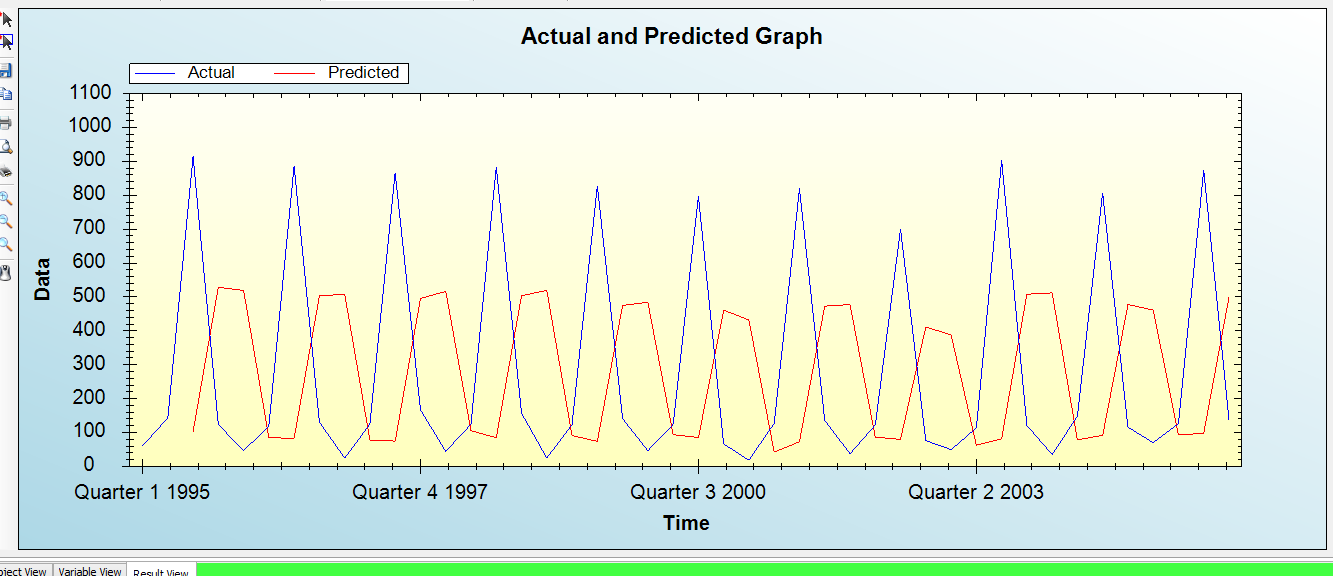 Actual and Predicted Graph
Actual Predicted
1100
1000
900
800
700
600
500
400
300
200
100
0
Data
Quarter 1 1995 Quarter 4 1997 Quarter 3 2000 Quarter 2 2003
Time
View Variable View Result View